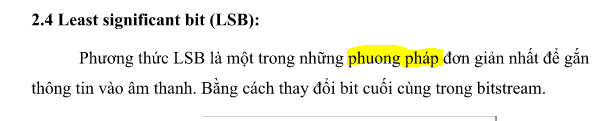 2.4 Least significant bit (LSB):
Phương thức LSB là một trong những phuong pháp đơn giản nhất để gắn
thông tin vào âm thanh. Bằng cách thay đổi bit cuối cùng trong bitstream.